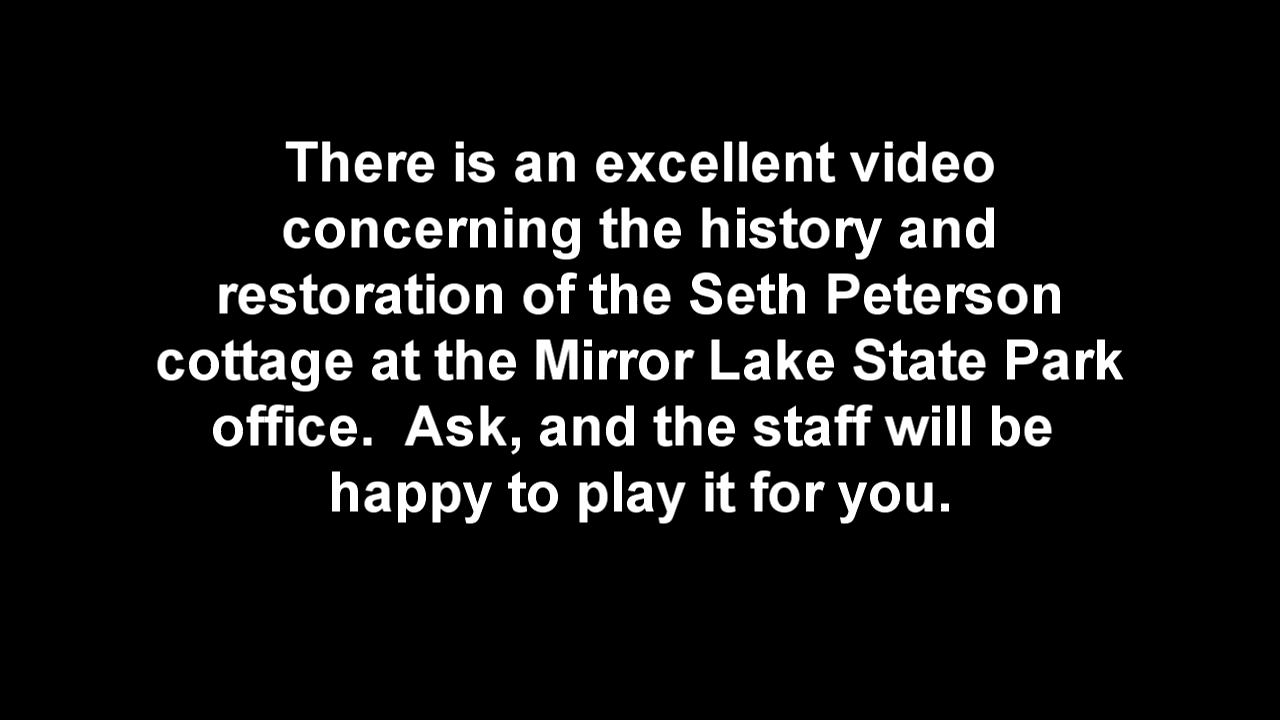 There is an excellent video
concerning the history and
restoration of the Seth Peterson
cottage at the Mirror Lake State Park
office.  Ask, and the staff will be
happy to play it for you.